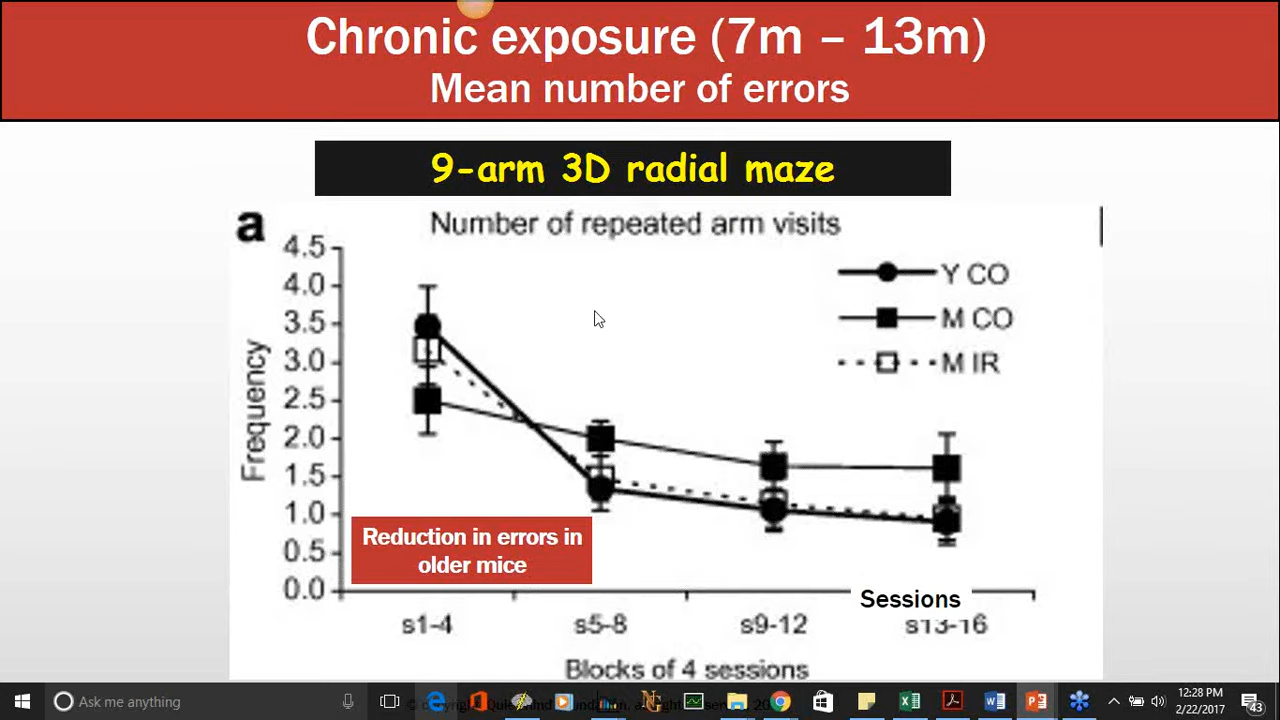 Chronic exposure (7m – 13m)
Mean number of errors
9-arm 3D radial maze
a
Number of repeated arm visits
4.5
4.0
3.5
3.0
2.5
2.0
1.5
1.0
0.5
0.0
Frequency
Y CO
M CO
M IR
Reduction in errors in
older mice
Sessions
s1-4 s5-8 s9-12 s13-16
Blocks of 4 sessions
Ask me anything
12:28 PM
2/22/2017
43